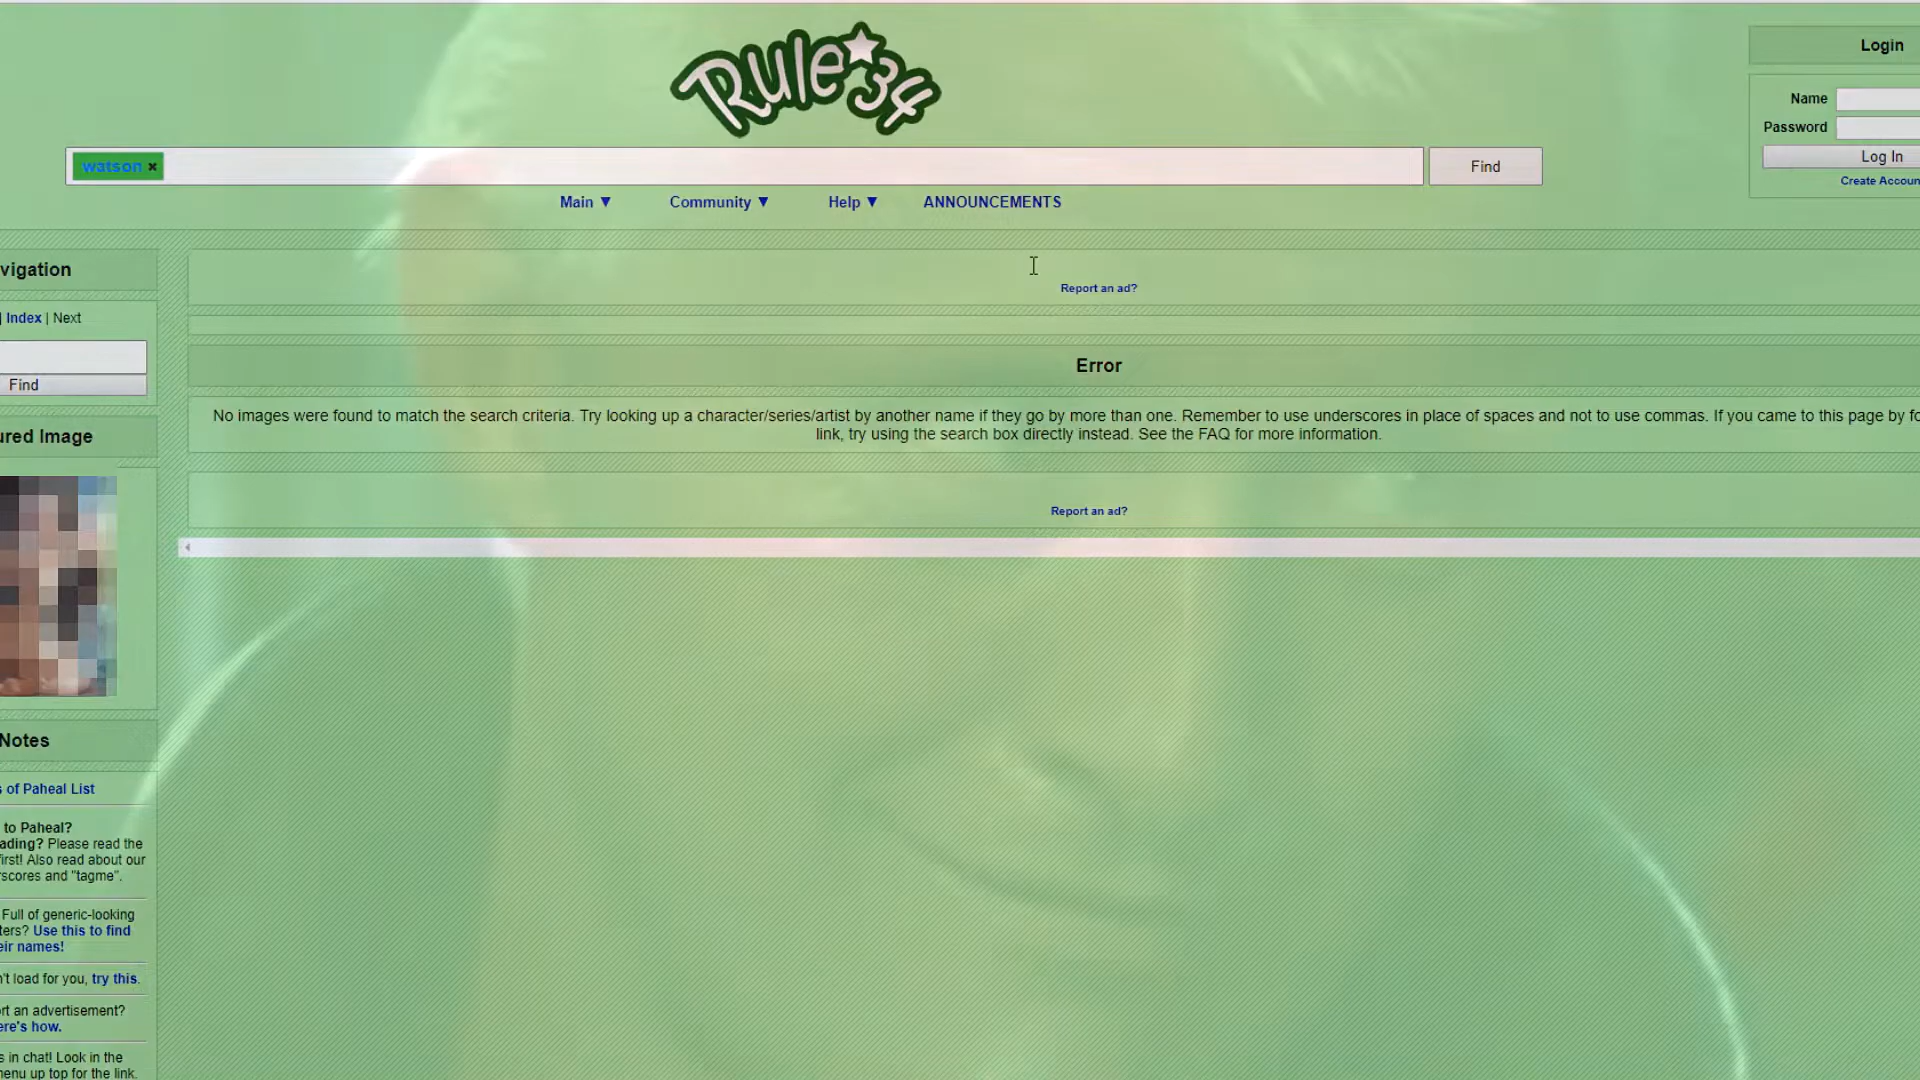 Rule 34
Login
Name
Password
watson ×
Find
Log In
Create Accoun
Main ▼
Community ▼
Help ▼
ANNOUNCEMENTS
vigation
Report an ad?
| Index | Next
Find
Error
No images were found to match the search criteria. Try looking up a character/series/artist by another name if they go by more than one. Remember to use underscores in place of spaces and not to use commas. If you came to this page by fo
link, try using the search box directly instead. See the FAQ for more information.
ured Image
Report an ad?
Notes
s of Paheal List
to Paheal?
ading? Please read the
first! Also read about our
rscores and "tagme".
Full of generic-looking
ters? Use this to find
eir names!
n't load for you, try this.
rt an advertisement?
ere's how.
s in chat! Look in the
menu up top for the link.